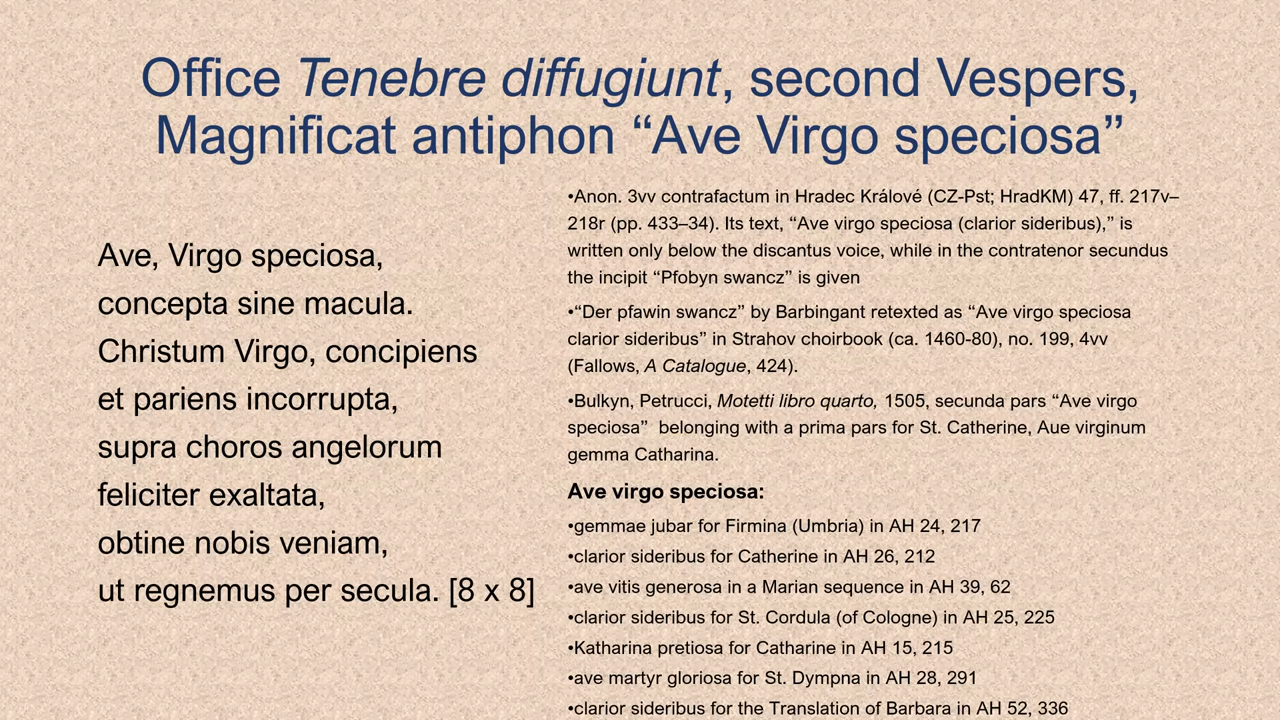 Office Tenebre diffugiunt, second Vespers,
Magnificat antiphon “Ave Virgo speciosa”
Ave, Virgo speciosa,
concepta sine macula.
Christum Virgo, concipiens
et pariens incorrupta,
supra choros angelorum
feliciter exaltata,
obtine nobis veniam,
ut regnemus per secula. [8 x 8]
•Anon. 3vv contrafactum in Hradec Králové (CZ-Pst; HradKM) 47, ff. 217v–
218r (pp. 433–34). Its text, “Ave virgo speciosa (clarior sideribus),” is
written only below the discantus voice, while in the contratenor secundus
the incipit “Pfobyn swancz” is given
•“Der pfawin swancz” by Barbingant retexted as “Ave virgo speciosa
clarior sideribus” in Strahov choirbook (ca. 1460-80), no. 199, 4vv
(Fallows, A Catalogue, 424).
•Bulkyn, Petrucci, Motetti libro quarto, 1505, secunda pars “Ave virgo
speciosa”  belonging with a prima pars for St. Catherine, Aue virginum
gemma Catharina.
Ave virgo speciosa:
•gemmae jubar for Firmina (Umbria) in AH 24, 217
•clarior sideribus for Catherine in AH 26, 212
•ave vitis generosa in a Marian sequence in AH 39, 62
•clarior sideribus for St. Cordula (of Cologne) in AH 25, 225
•Katharina pretiosa for Catharine in AH 15, 215
•ave martyr gloriosa for St. Dympna in AH 28, 291
•clarior sideribus for the Translation of Barbara in AH 52, 336